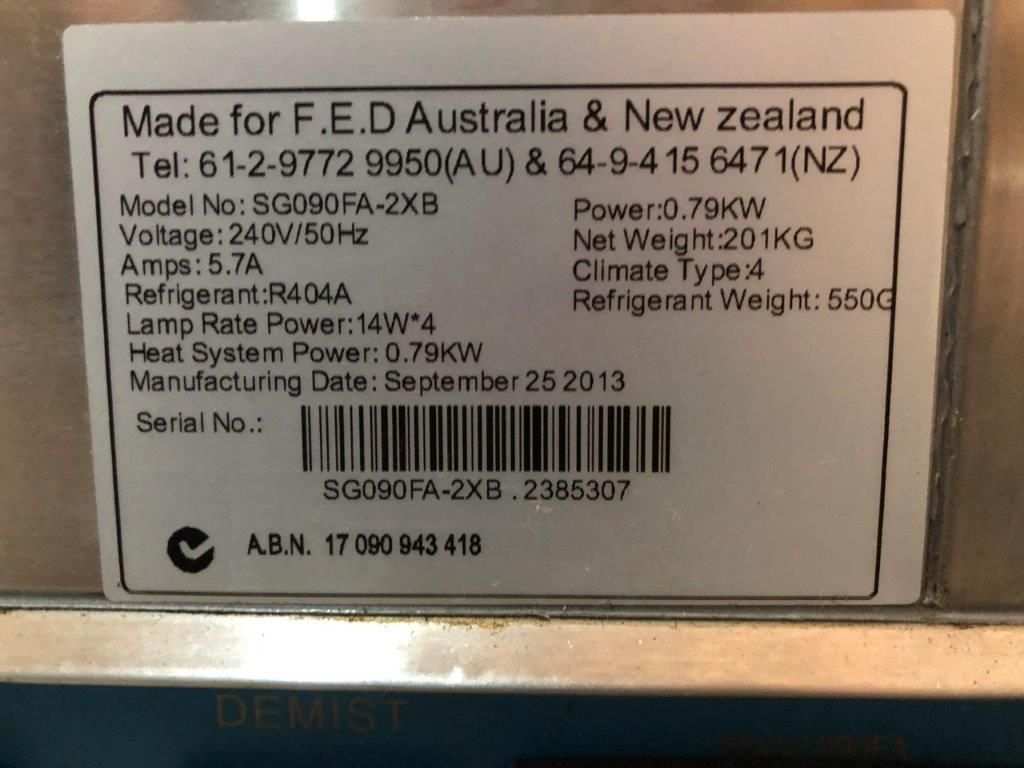 Made for F.E.D Australia & New zealand
Tel: 61-2-9772 9950(AU) & 64-9-415 6471(NZ)
Model No: SG090FA-2XB
Power:0.79KW
Voltage: 240V/50Hz
Net Weight:201KG
Amps: 5.7A
Climate Type:4
Refrigerant:R404A
Refrigerant Weight: 550G
Lamp Rate Power:14W*4
Heat System Power: 0.79KW
Manufacturing Date: September 25 2013
Serial No.:
SG090FA-2XB . 2385307
A.B.N. 17 090 943 418
DEMIST
090FA